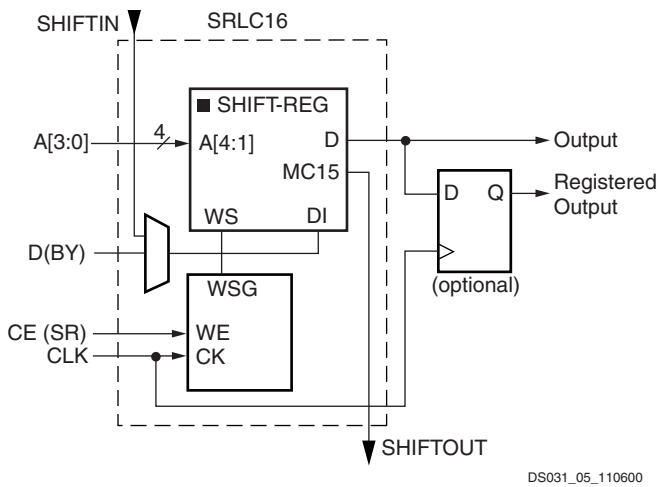 SHIFTIN
SRLC16
SHIFT-REG
A[3:0]
4
A[4:1]
D
Output
MC15
D
Q
Registered
Output
WS
DI
D(BY)
(optional)
WSG
CE (SR)
WE
CLK
CK
SHIFTOUT
DS031_05_110600